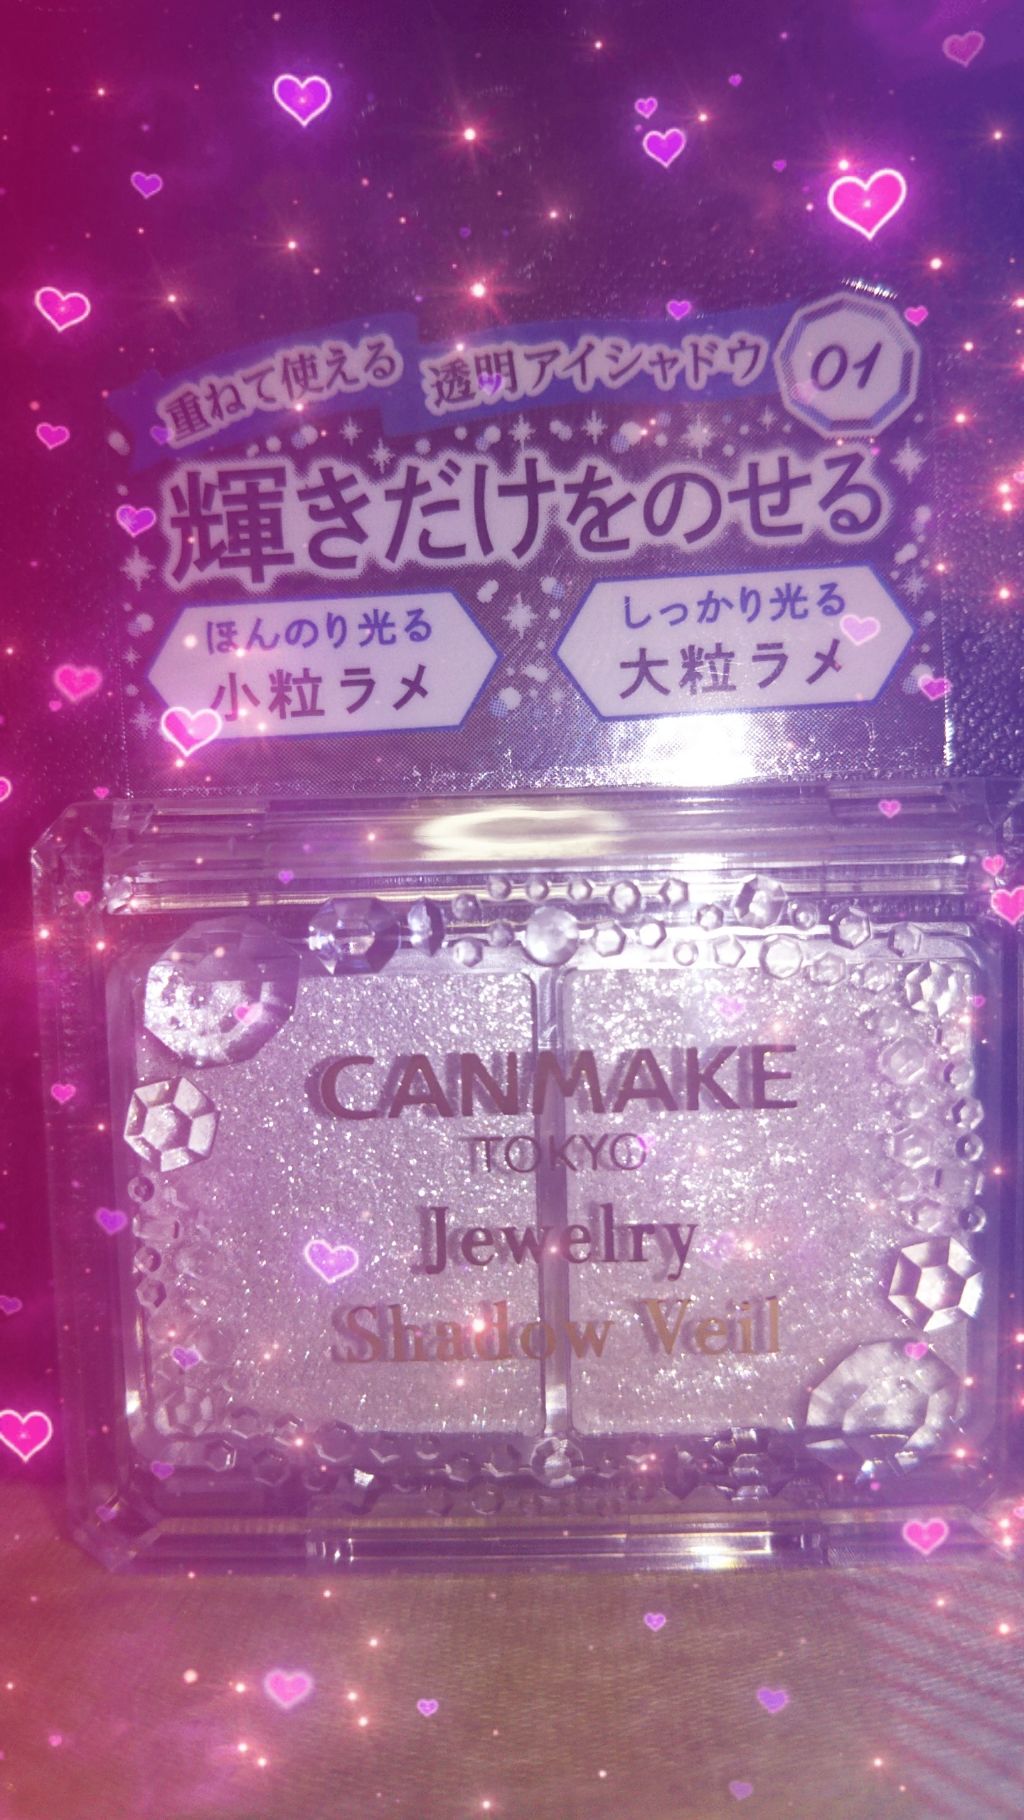 重ねて使える 透明アイシャドウ
01
輝きだけをのせる
ほんのり光る
小粒ラメ
しっかり光る
大粒ラメ
CANMAKE
TOKYO
Jewelry
Shadow Veil